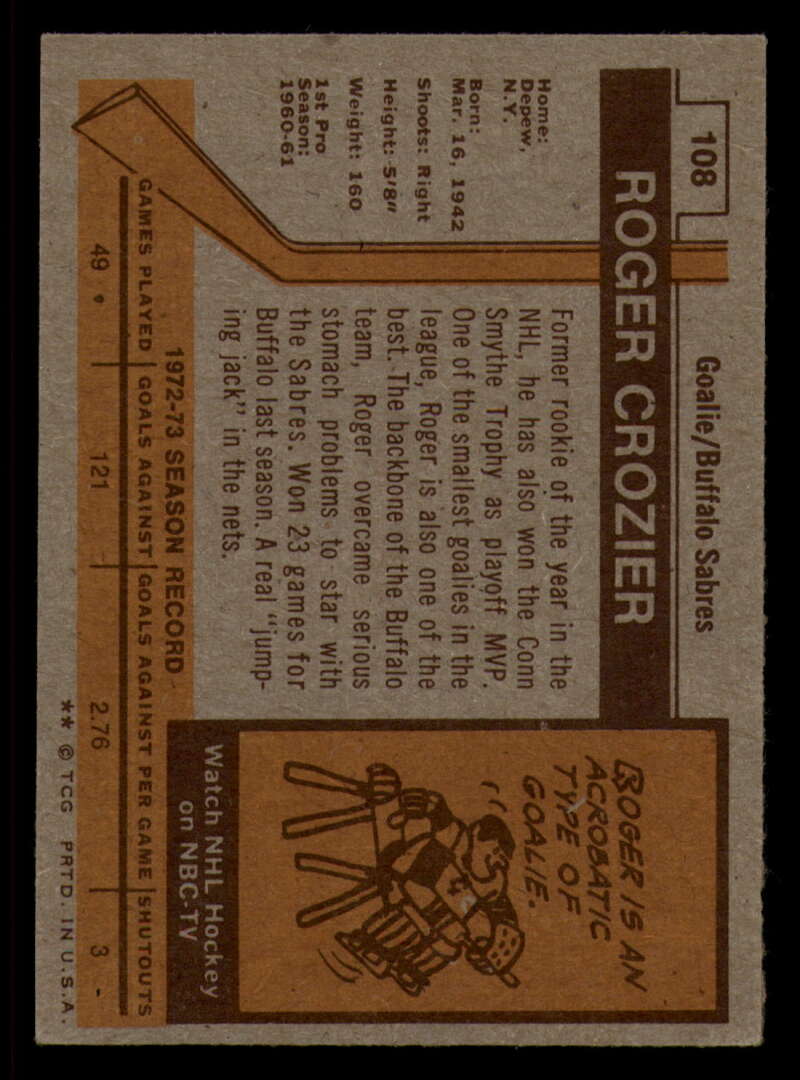 108
Goalie/Buffalo Sabres
ROGER CROZIER
Home:
Depew,
N.Y.
Born:
Mar. 16, 1942
Shoots: Right
Height: 5'8"
Weight: 160
1st Pro
Season:
1960-61
Former rookie of the year in the
NHL, he has also won the Conn
Smythe Trophy as playoff MVP.
One of the smallest goalies in the
league, Roger is also one of the
best. The backbone of the Buffalo
team, Roger overcame serious
stomach problems to star with
the Sabres. Won 23 games for
Buffalo last season. A real "jump-
ing jack" in the nets.
ROGER IS AN
ACROBATIC
TYPE OF
GOALIE.
Watch NHL Hockey
on NBC-TV
1972-73 SEASON RECORD
GAMES PLAYED GOALS AGAINST GOALS AGAINST PER GAME SHUTOUTS
49 121 2.76 3
** © TCG PRTD. IN U.S.A.